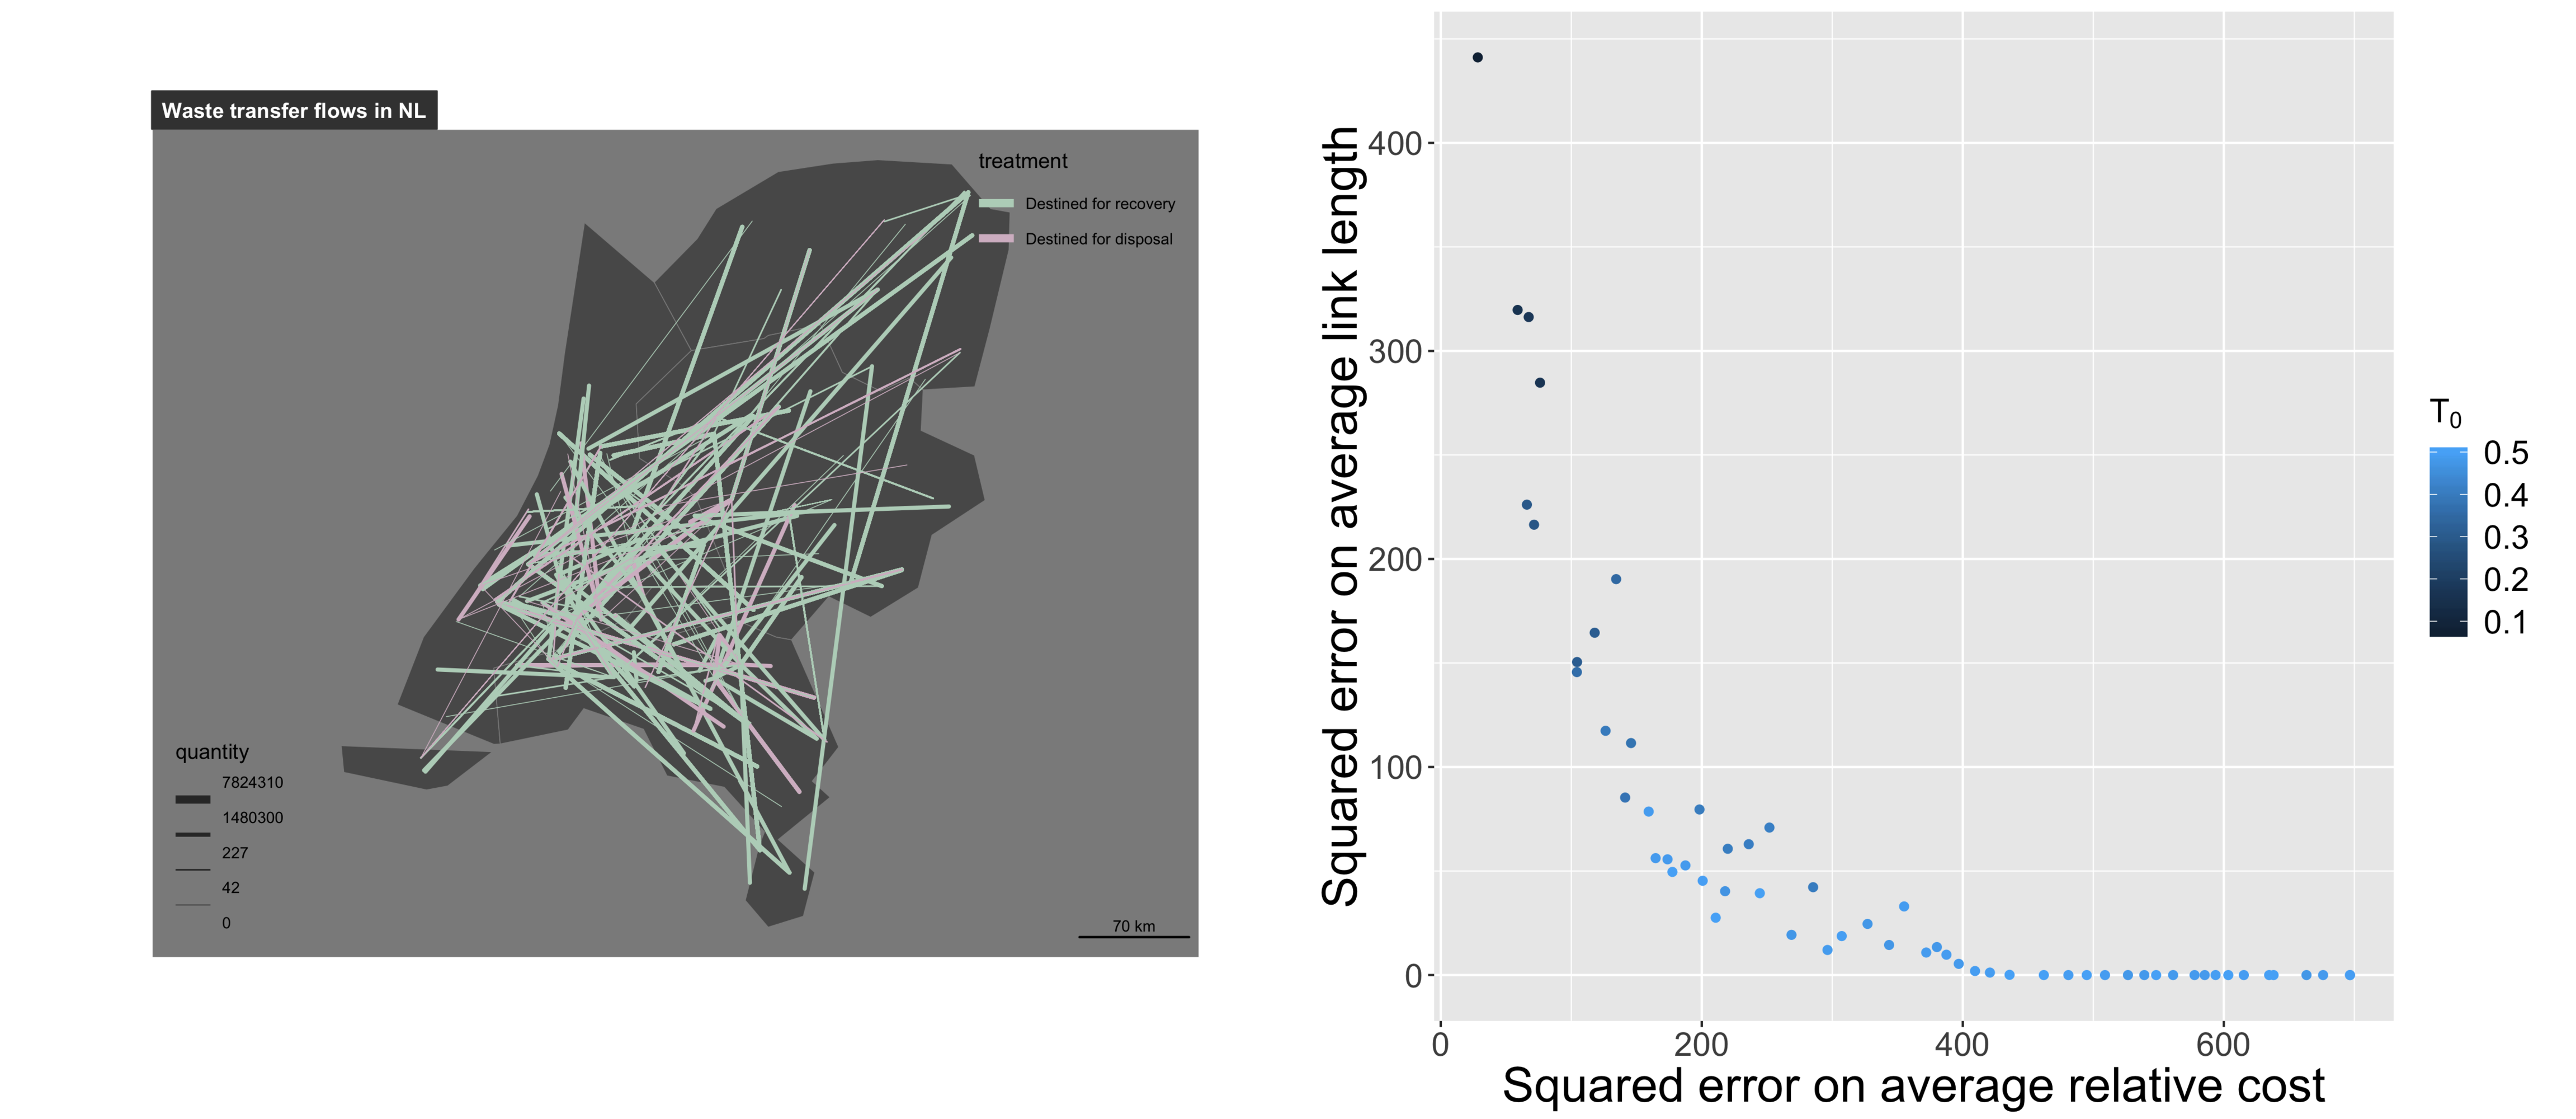 Waste transfer flows in NL
treatment
Destined for recovery
Destined for disposal
quantity
7824310
1480300
227
42
0
70 km
Squared error on average link length
400
300
200
100
0
0 200 400 600
Squared error on average relative cost
T₀
0.5
0.4
0.3
0.2
0.1